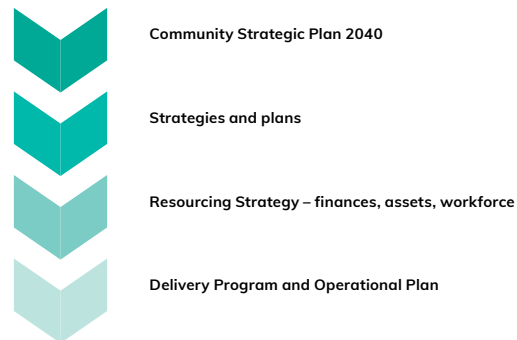 Community Strategic Plan 2040
Strategies and plans
Resourcing Strategy – finances, assets, workforce
Delivery Program and Operational Plan